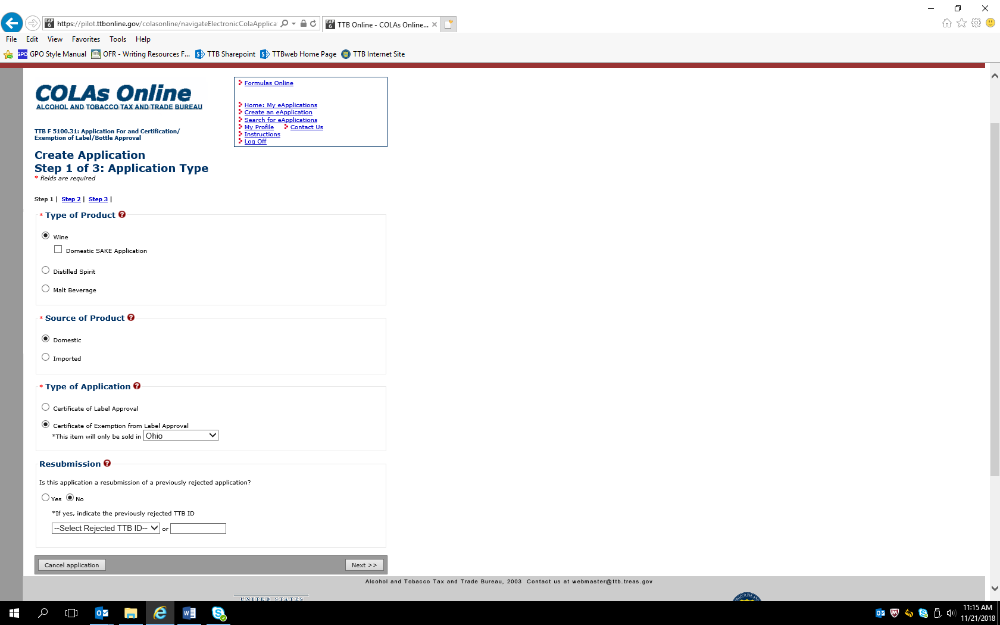 https://pilot.ttbonline.gov/colasonline/navigateElectronicColaApplica
EAP 6 TTB Online - COLAs Online...
File Edit View Favorites Tools Help
GPO GPO Style Manual OFR - Writing Resources F... TTB Sharepoint TTBweb Home Page TTB Internet Site
COLAs Online
ALCOHOL AND TOBACCO TAX AND TRADE BUREAU
Formulas Online
Home: My eApplications
Create an eApplication
Search for eApplications
My Profile Contact Us
Instructions
Log Off
TTB F 5100.31: Application For and Certification/
Exemption of Label/Bottle Approval
Create Application
Step 1 of 3: Application Type
* fields are required
Step 1 | Step 2 | Step 3 |
* Type of Product ?
Wine
Domestic SAKE Application
Distilled Spirit
Malt Beverage
* Source of Product ?
Domestic
Imported
* Type of Application ?
Certificate of Label Approval
Certificate of Exemption from Label Approval
*This item will only be sold in Ohio
Resubmission ?
Is this application a resubmission of a previously rejected application?
Yes No
*If yes, indicate the previously rejected TTB ID
--Select Rejected TTB ID-- or
Cancel application Next >>
Alcohol and Tobacco Tax and Trade Bureau, 2003 Contact us at webmaster@ttb.treas.gov
UNITED STATES
11:15 AM
11/21/2018